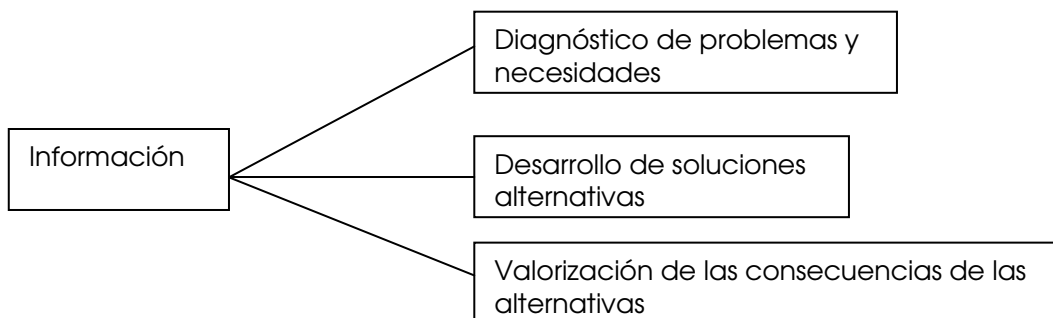 Diagnóstico de problemas y
necesidades
Información
Desarrollo de soluciones
alternativas
Valorización de las consecuencias de las
alternativas